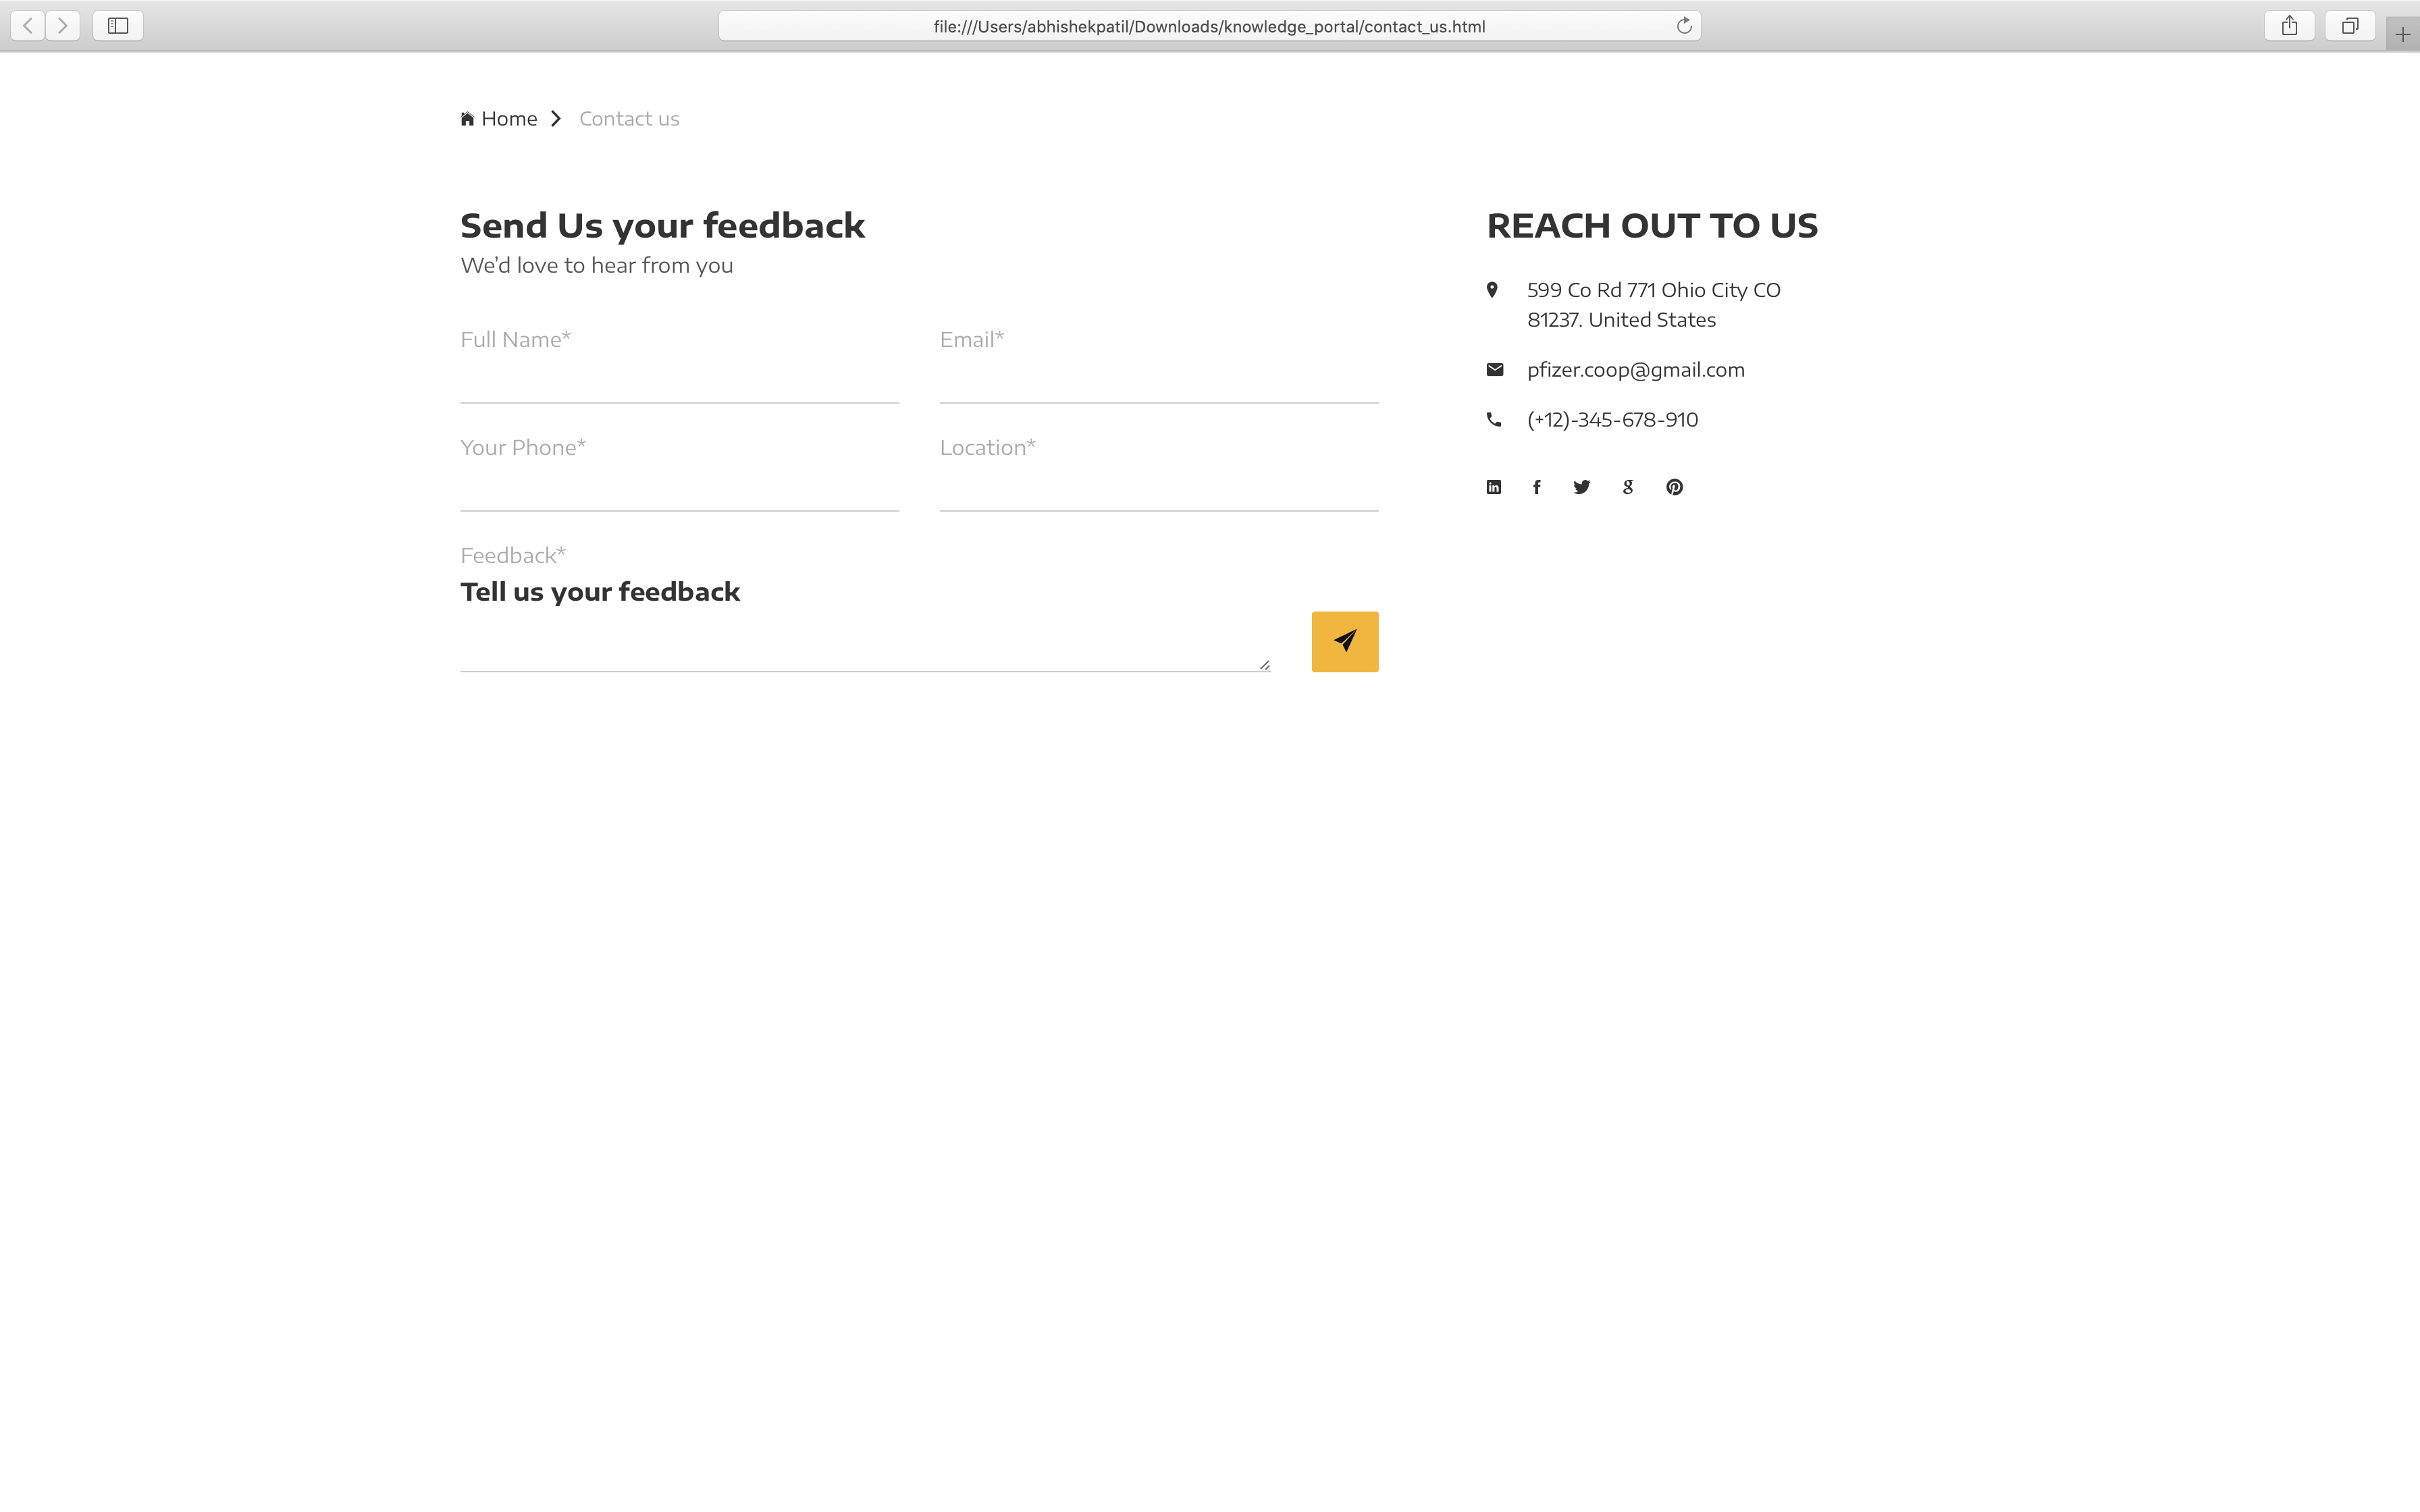 file:///Users/abhishekpatil/Downloads/knowledge_portal/contact_us.html
Home
Contact us
Send Us your feedback
We’d love to hear from you
Full Name*
Email*
Your Phone*
Location*
Feedback*
Tell us your feedback
REACH OUT TO US
599 Co Rd 771 Ohio City CO
81237. United States
pfizer.coop@gmail.com
(+12)-345-678-910